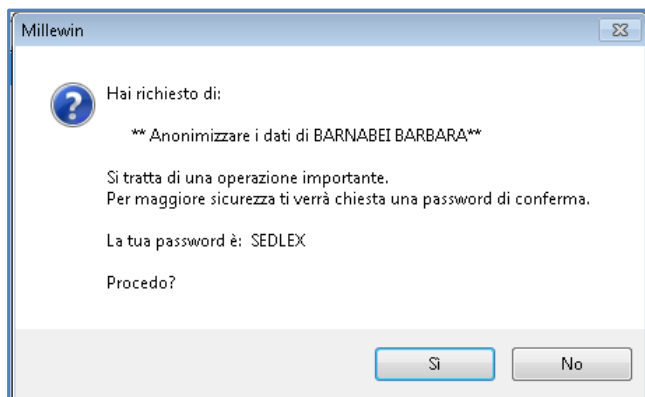 Millewin
Hai richiesto di:
** Anonimizzare i dati di BARNABEI BARBARA**
Si tratta di una operazione importante.
Per maggiore sicurezza ti verrà chiesta una password di conferma.
La tua password è: SEDLEX
Procedo?
Sì
No